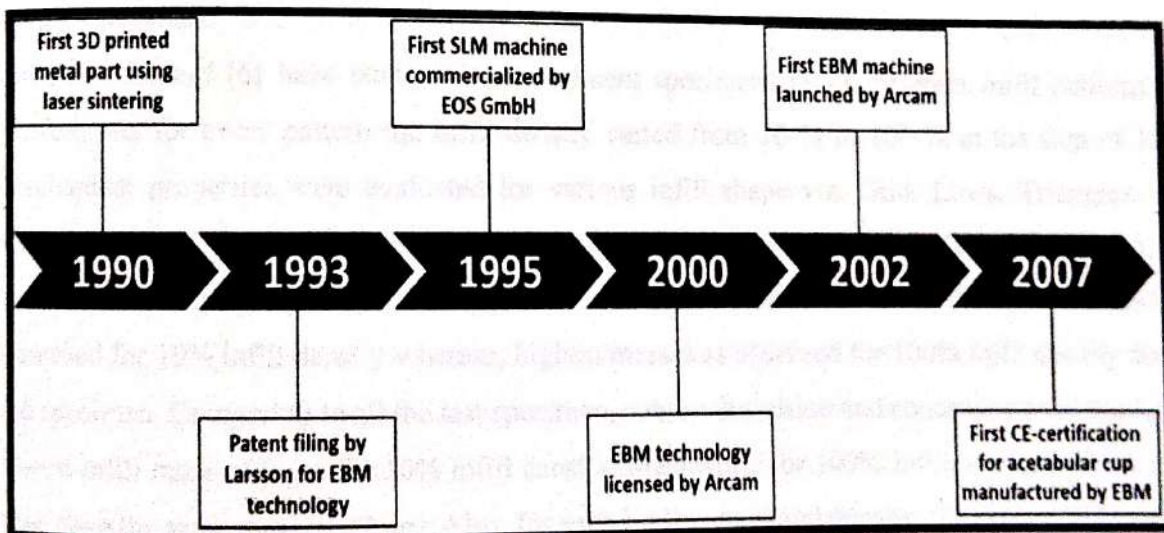 First 3D printed
metal part using
laser sintering
First SLM machine
commercialized by
EOS GmbH
First EBM machine
launched by Arcam
1990
1993
1995
2000
2002
2007
Patent filing by
Larsson for EBM
technology
EBM technology
licensed by Arcam
First CE-certification
for acetabular cup
manufactured by EBM